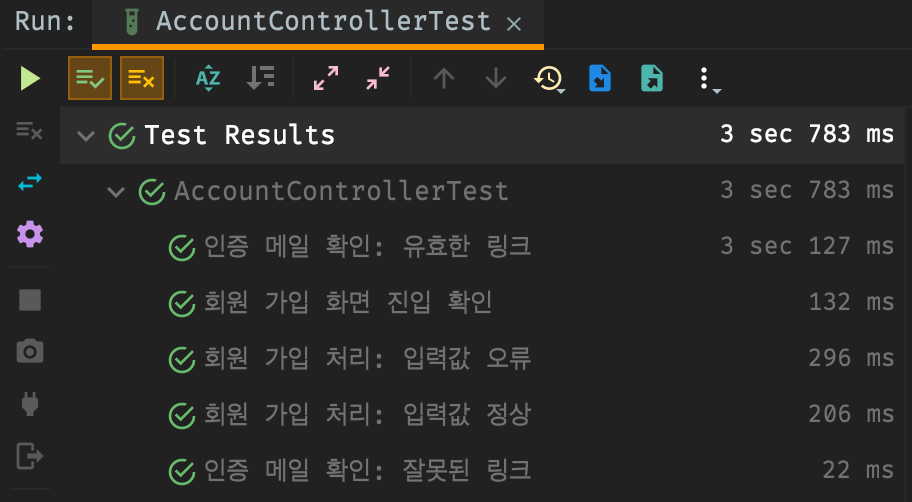 Run: AccountControllerTest ×
AZ
Test Results 3 sec 783 ms
AccountControllerTest 3 sec 783 ms
인증 메일 확인: 유효한 링크 3 sec 127 ms
회원 가입 화면 진입 확인 132 ms
회원 가입 처리: 입력값 오류 296 ms
회원 가입 처리: 입력값 정상 206 ms
인증 메일 확인: 잘못된 링크 22 ms